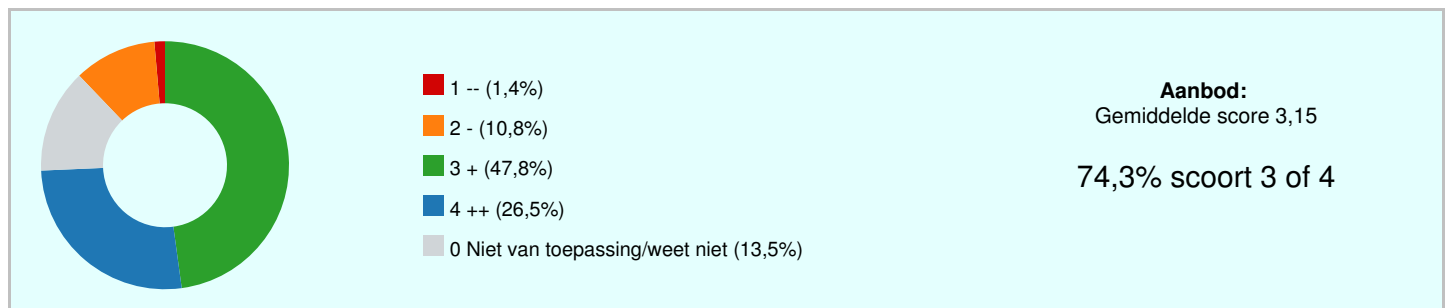 1 -- (1,4%)
2 - (10,8%)
3 + (47,8%)
4 ++ (26,5%)
0 Niet van toepassing/weet niet (13,5%)
Aanbod:
Gemiddelde score 3,15
74,3% scoort 3 of 4